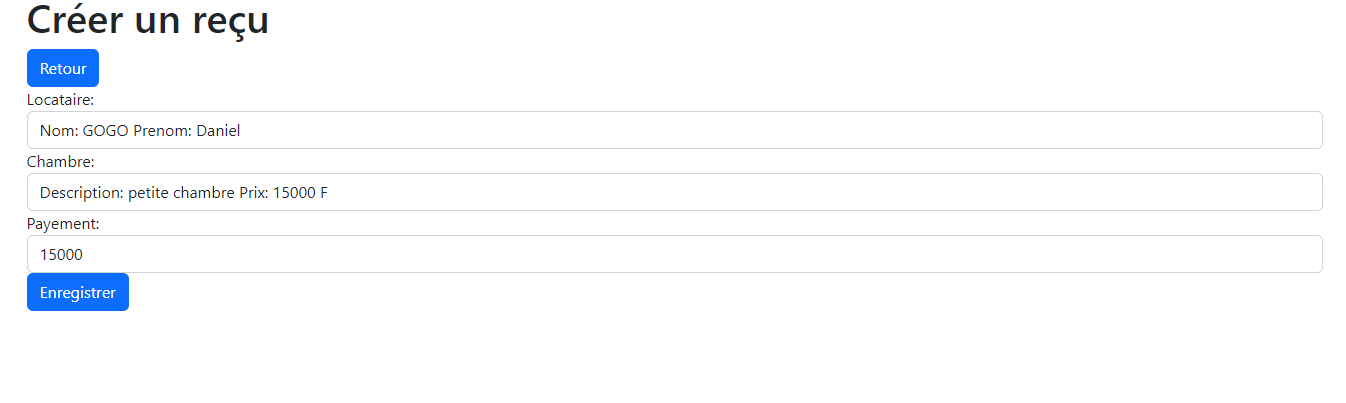 Créer un reçu
Retour
Locataire:
Nom: GOGO Prenom: Daniel
Chambre:
Description: petite chambre Prix: 15000 F
Payement:
15000
Enregistrer